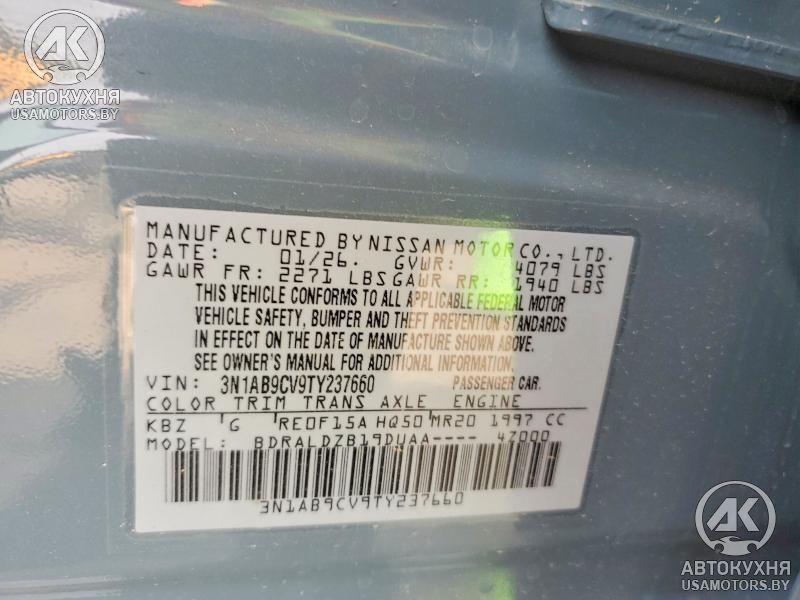 AK
АВТОКУХНЯ
USAMOTORS.BY
MANUFACTURED BY NISSAN MOTOR CO., LTD.
DATE: 01/26. GVWR: 4079 LBS
GAWR FR: 2271 LBS GAWR RR: 1940 LBS
THIS VEHICLE CONFORMS TO ALL APPLICABLE FEDERAL MOTOR
VEHICLE SAFETY, BUMPER AND THEFT PREVENTION STANDARDS
IN EFFECT ON THE DATE OF MANUFACTURE SHOWN ABOVE.
SEE OWNER'S MANUAL FOR ADDITIONAL INFORMATION.
VIN: 3N1AB9CV9TY237660 PASSENGER CAR.
COLOR TRIM TRANS AXLE ENGINE
KBZ G RE0F15A HQ50 MR20 1997 CC
MODEL: BDRALDZB19DUAA---- 4Z000
3N1AB9CV9TY237660
AK
АВТОКУХНЯ
USAMOTORS.BY